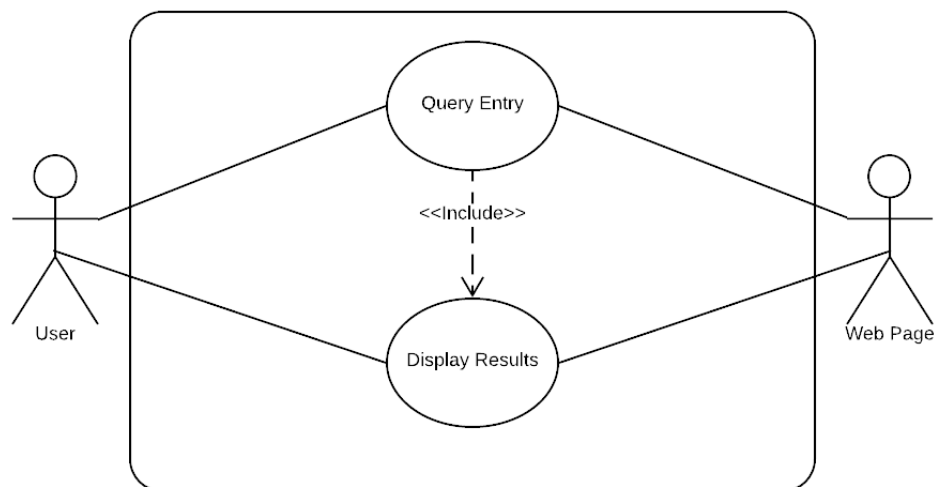 Query Entry
<<Include>>
User
Web Page
Display Results